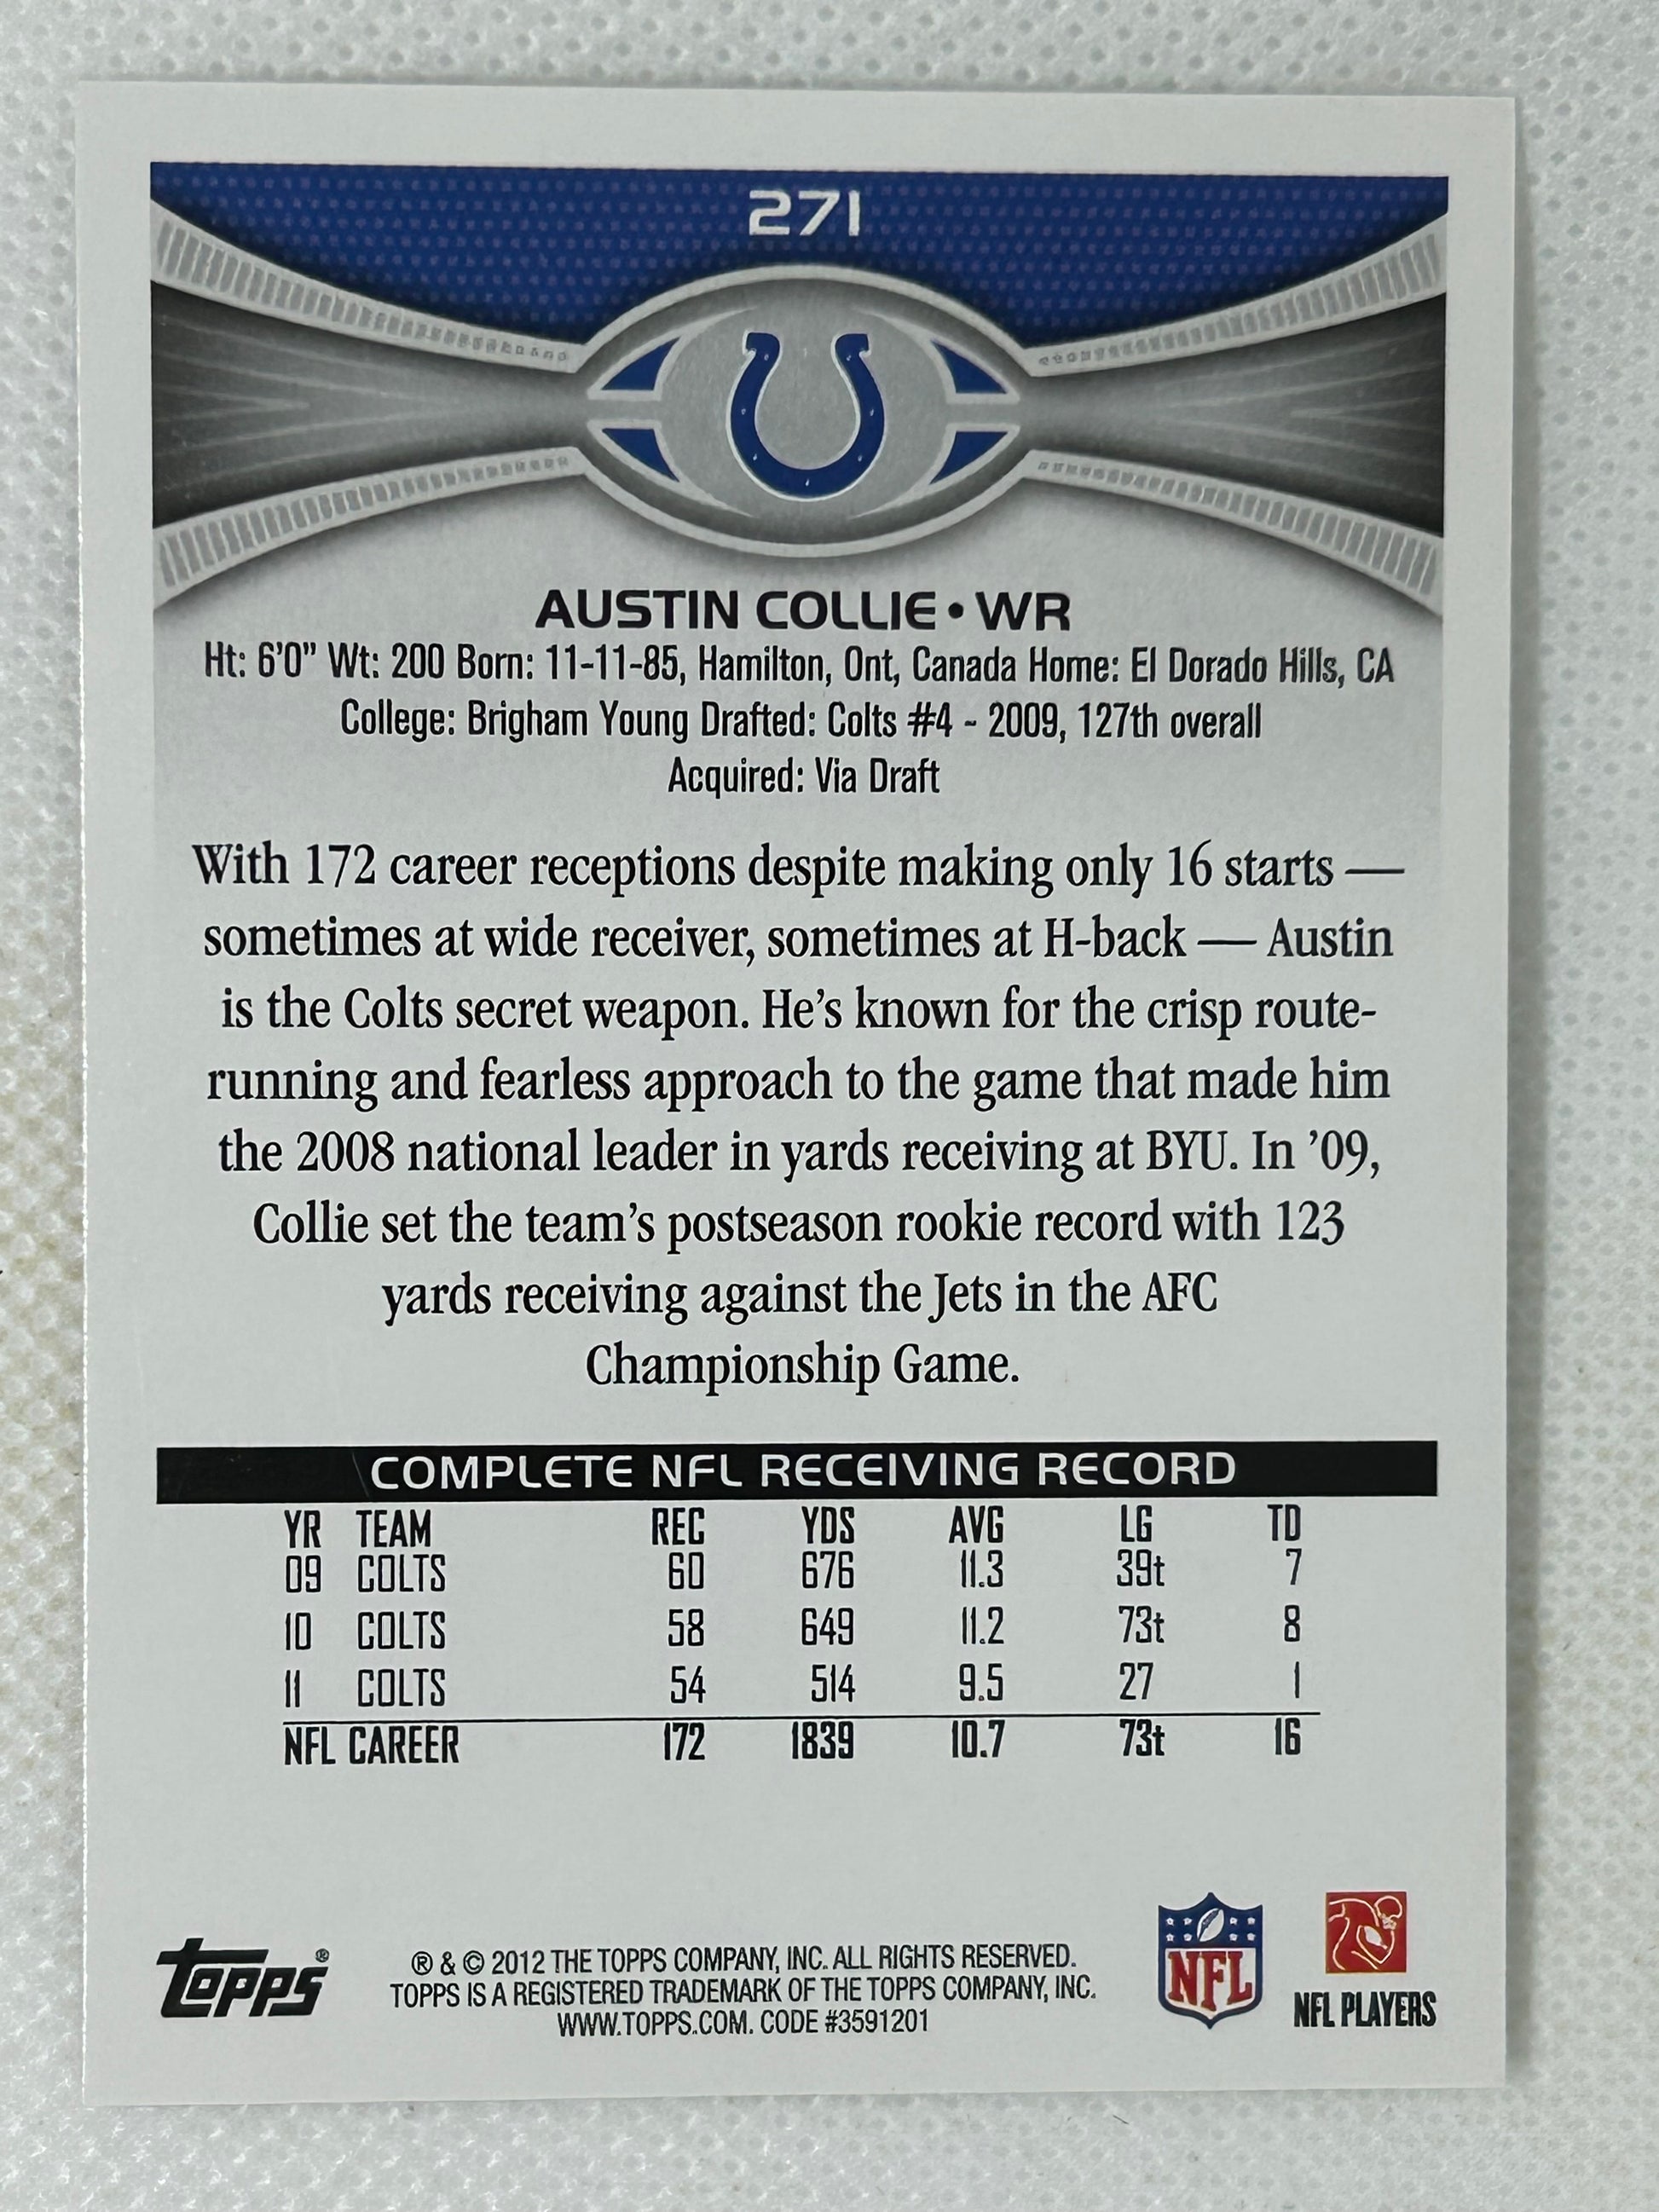 271
AUSTIN COLLIE • WR
Ht: 6'0" Wt: 200 Born: 11-11-85, Hamilton, Ont, Canada Home: El Dorado Hills, CA
College: Brigham Young Drafted: Colts #4 - 2009, 127th overall
Acquired: Via Draft
With 172 career receptions despite making only 16 starts —
sometimes at wide receiver, sometimes at H-back — Austin
is the Colts secret weapon. He's known for the crisp route-
running and fearless approach to the game that made him
the 2008 national leader in yards receiving at BYU. In '09,
Collie set the team's postseason rookie record with 123
yards receiving against the Jets in the AFC
Championship Game.
COMPLETE NFL RECEIVING RECORD
YR TEAM REC YDS AVG LG TD
09 COLTS 60 676 11.3 39t 7
10 COLTS 58 649 11.2 73t 8
11 COLTS 54 514 9.5 27 1
NFL CAREER 172 1839 10.7 73t 16
Topps®
® & © 2012 THE TOPPS COMPANY, INC. ALL RIGHTS RESERVED.
TOPPS IS A REGISTERED TRADEMARK OF THE TOPPS COMPANY, INC.
WWW.TOPPS.COM. CODE #3591201
NFL
NFL PLAYERS